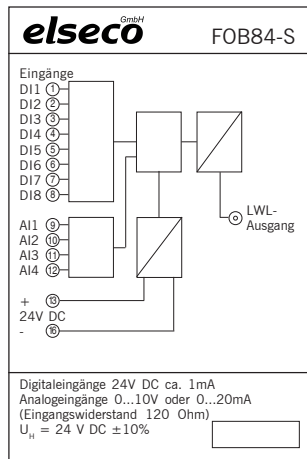 elseco GmbH
FOB84-S
Eingänge
DI1 1
DI2 2
DI3 3
DI4 4
DI5 5
DI6 6
DI7 7
DI8 8
AI1 9
AI2 10
AI3 11
AI4 12
LWL-
Ausgang
+ 13
24V DC
- 16
Digitaleingänge 24V DC ca. 1mA
Analogeingänge 0...10V oder 0...20mA
(Eingangswiderstand 120 Ohm)
UH = 24 V DC ±10%